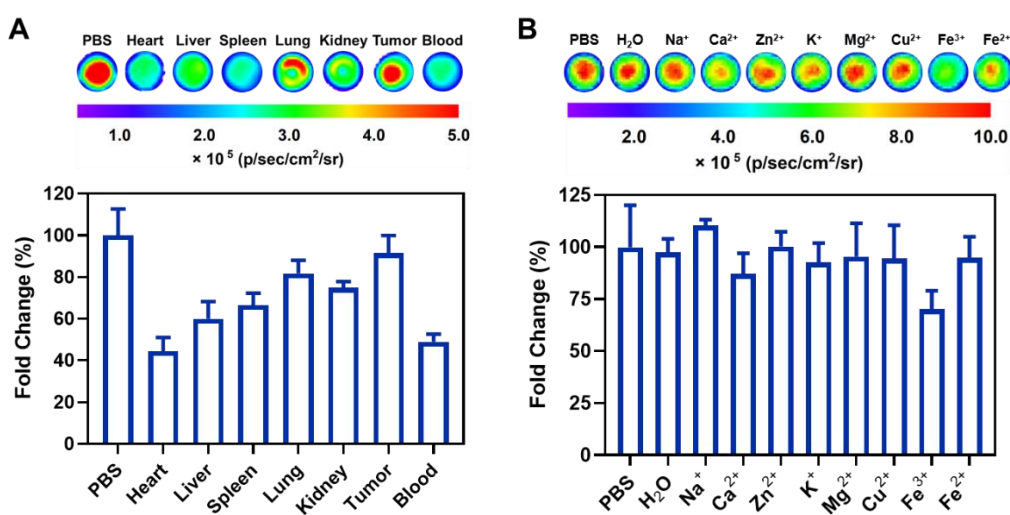 A
PBS Heart Liver Spleen Lung Kidney Tumor Blood
1.0 2.0 3.0 4.0 5.0
× 10 ⁵ (p/sec/cm²/sr)
Fold Change (%)
120
100
80
60
40
20
0
PBS Heart Liver Spleen Lung Kidney Tumor Blood
B
PBS H₂O Na⁺ Ca²⁺ Zn²⁺ K⁺ Mg²⁺ Cu²⁺ Fe³⁺ Fe²⁺
2.0 4.0 6.0 8.0 10.0
× 10 ⁵ (p/sec/cm²/sr)
Fold Change (%)
125
100
75
50
25
0
PBS H₂O Na⁺ Ca²⁺ Zn²⁺ K⁺ Mg²⁺ Cu²⁺ Fe³⁺ Fe²⁺